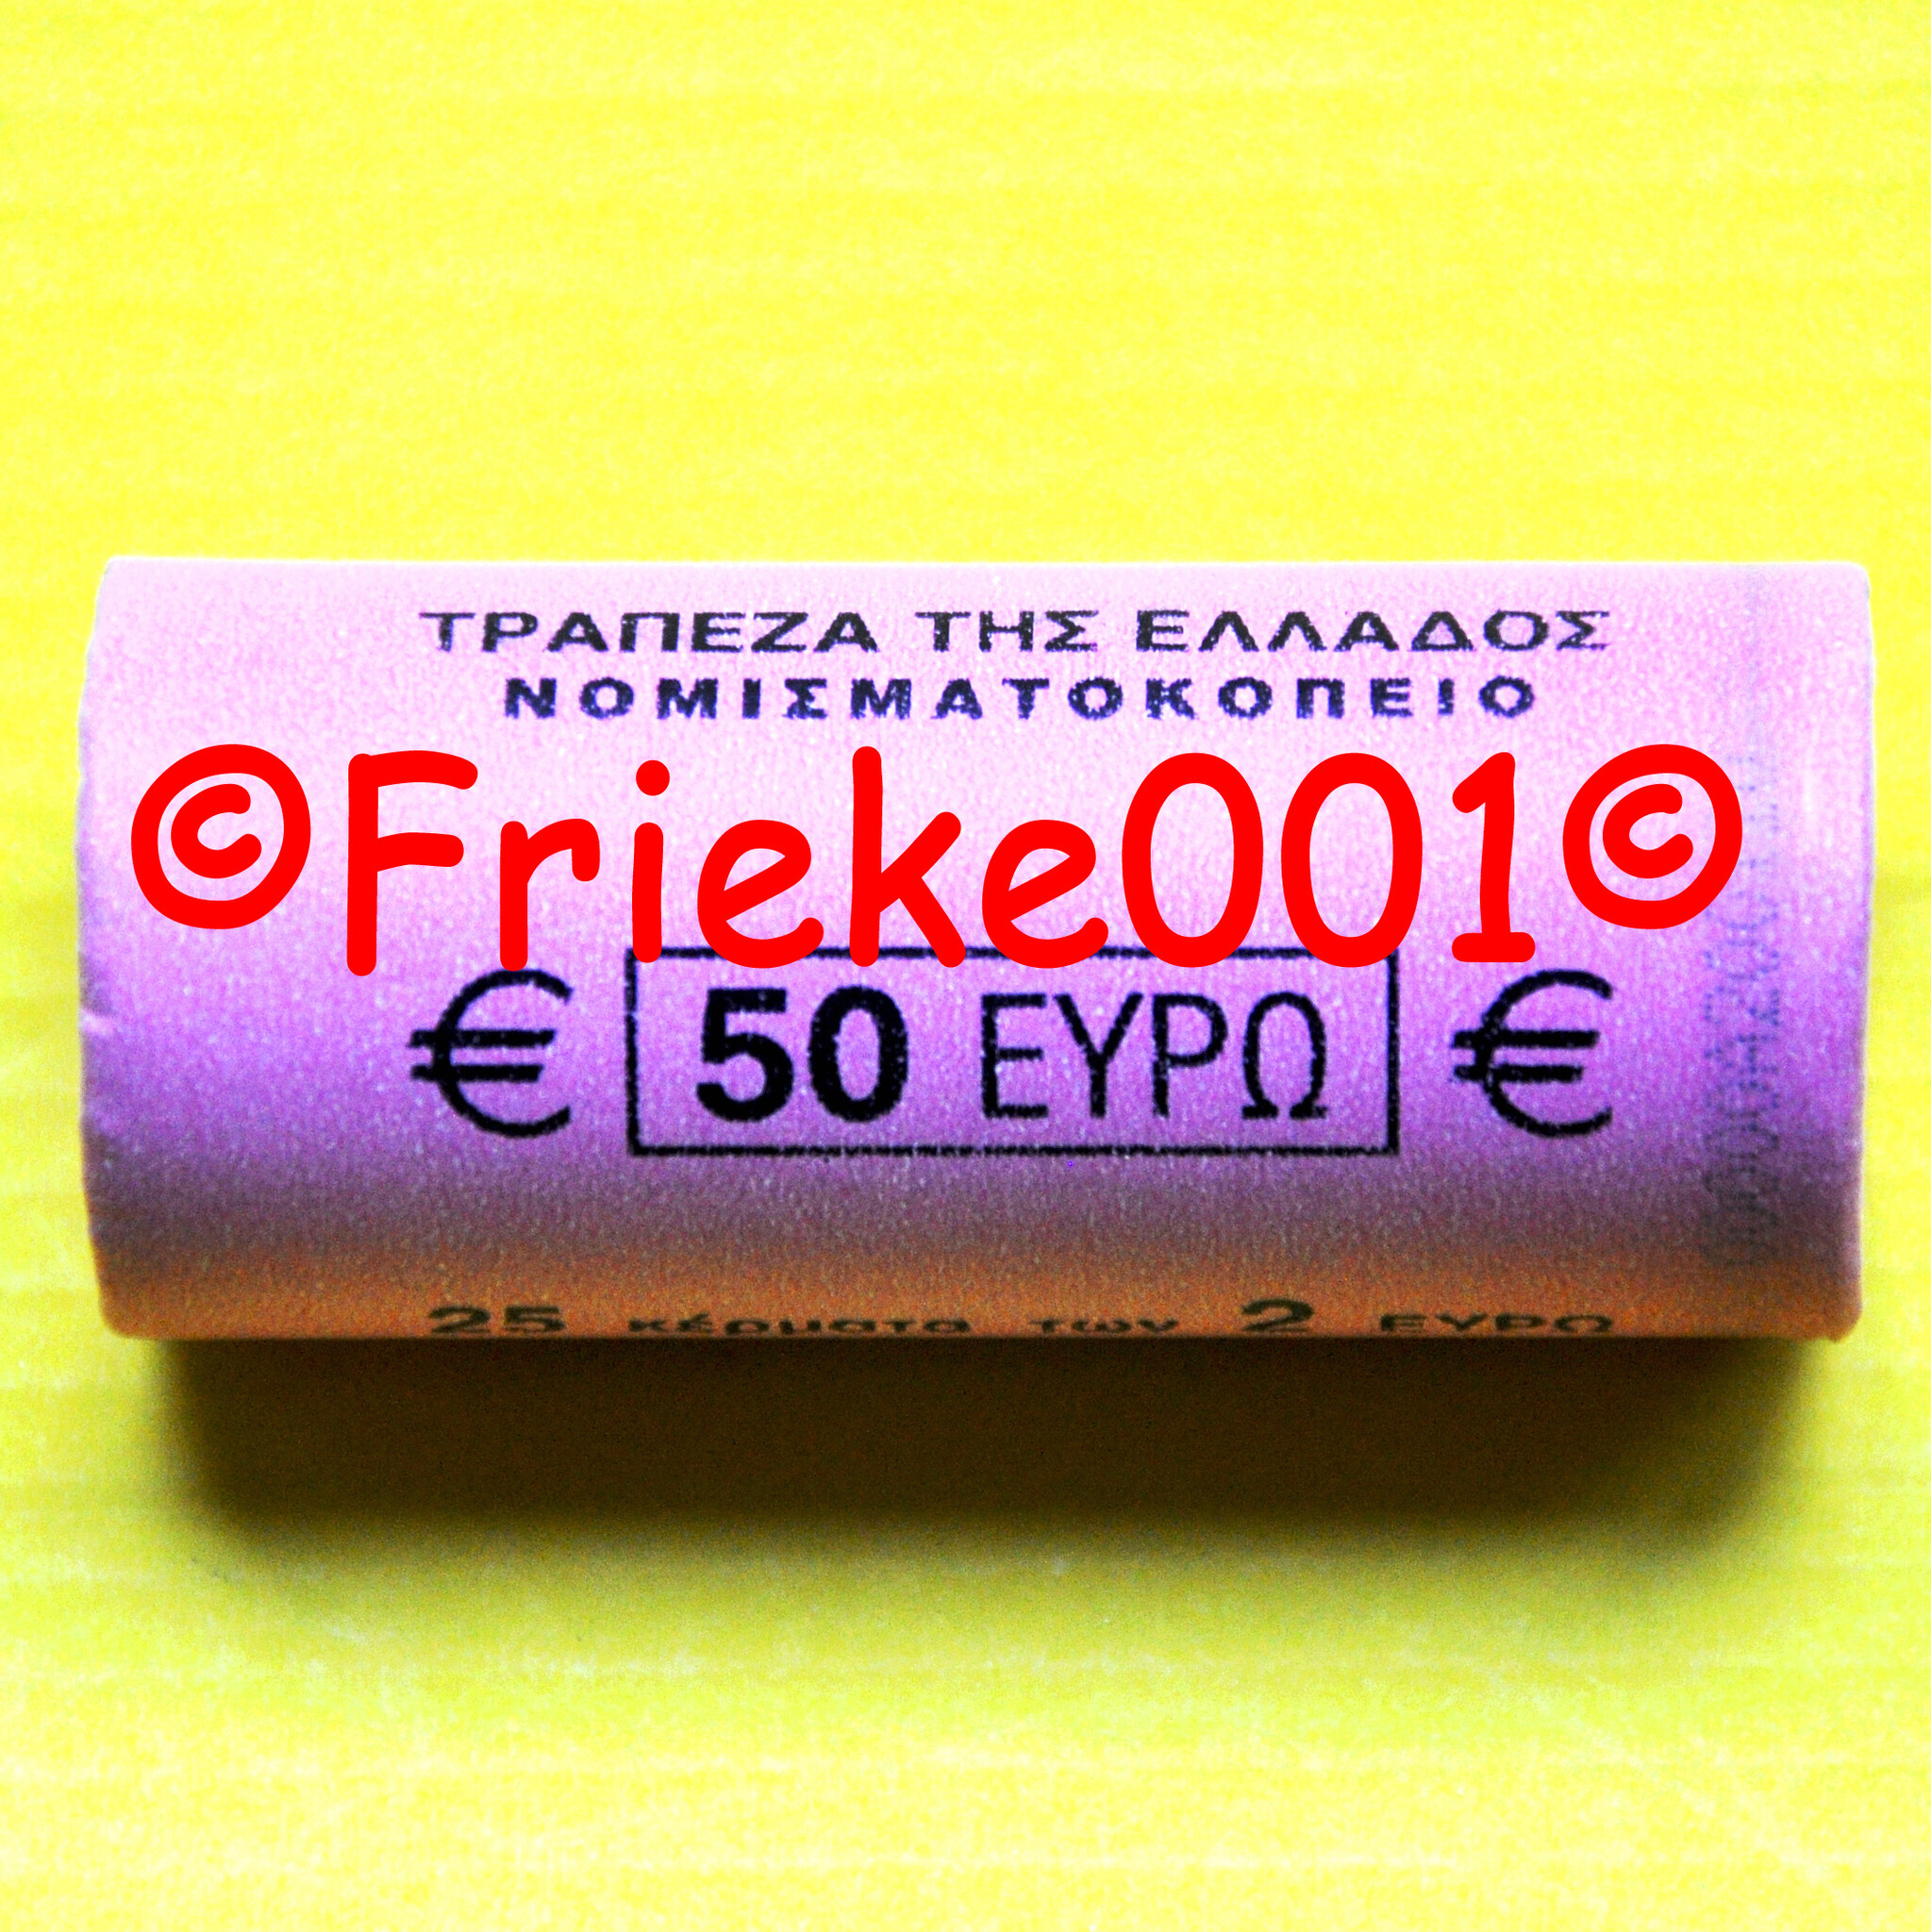 ΤΡΑΠΕΖΑ ΤΗΣ ΕΛΛΑΔΟΣ
ΝΟΜΙΣΜΑΤΟΚΟΠΕΙΟ
©Frieke001©
€ 50 ΕΥΡΩ €
25 κέρματα των 2 ΕΥΡΩ